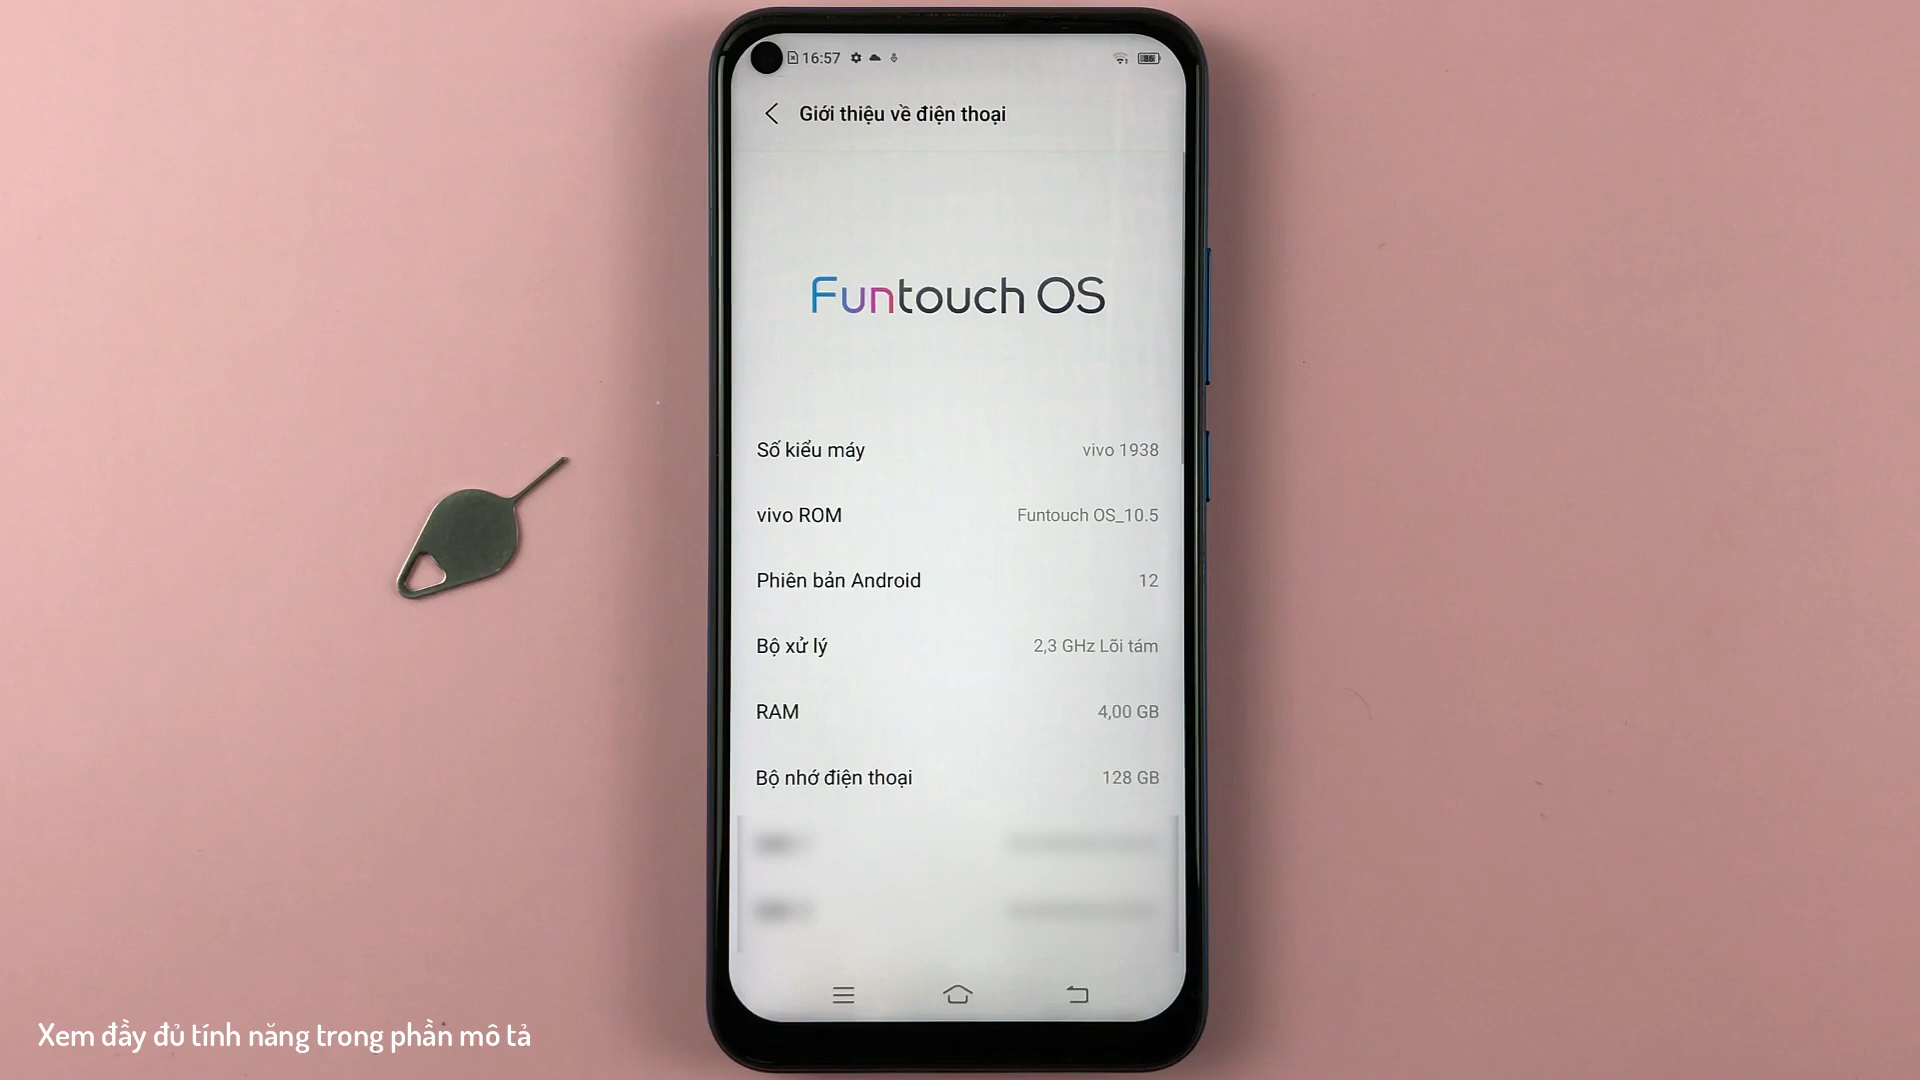 16:57
86
Giới thiệu về điện thoại
Funtouch OS
Số kiểu máy vivo 1938
vivo ROM Funtouch OS_10.5
Phiên bản Android 12
Bộ xử lý 2,3 GHz Lõi tám
RAM 4,00 GB
Bộ nhớ điện thoại 128 GB
Xem đầy đủ tính năng trong phần mô tả